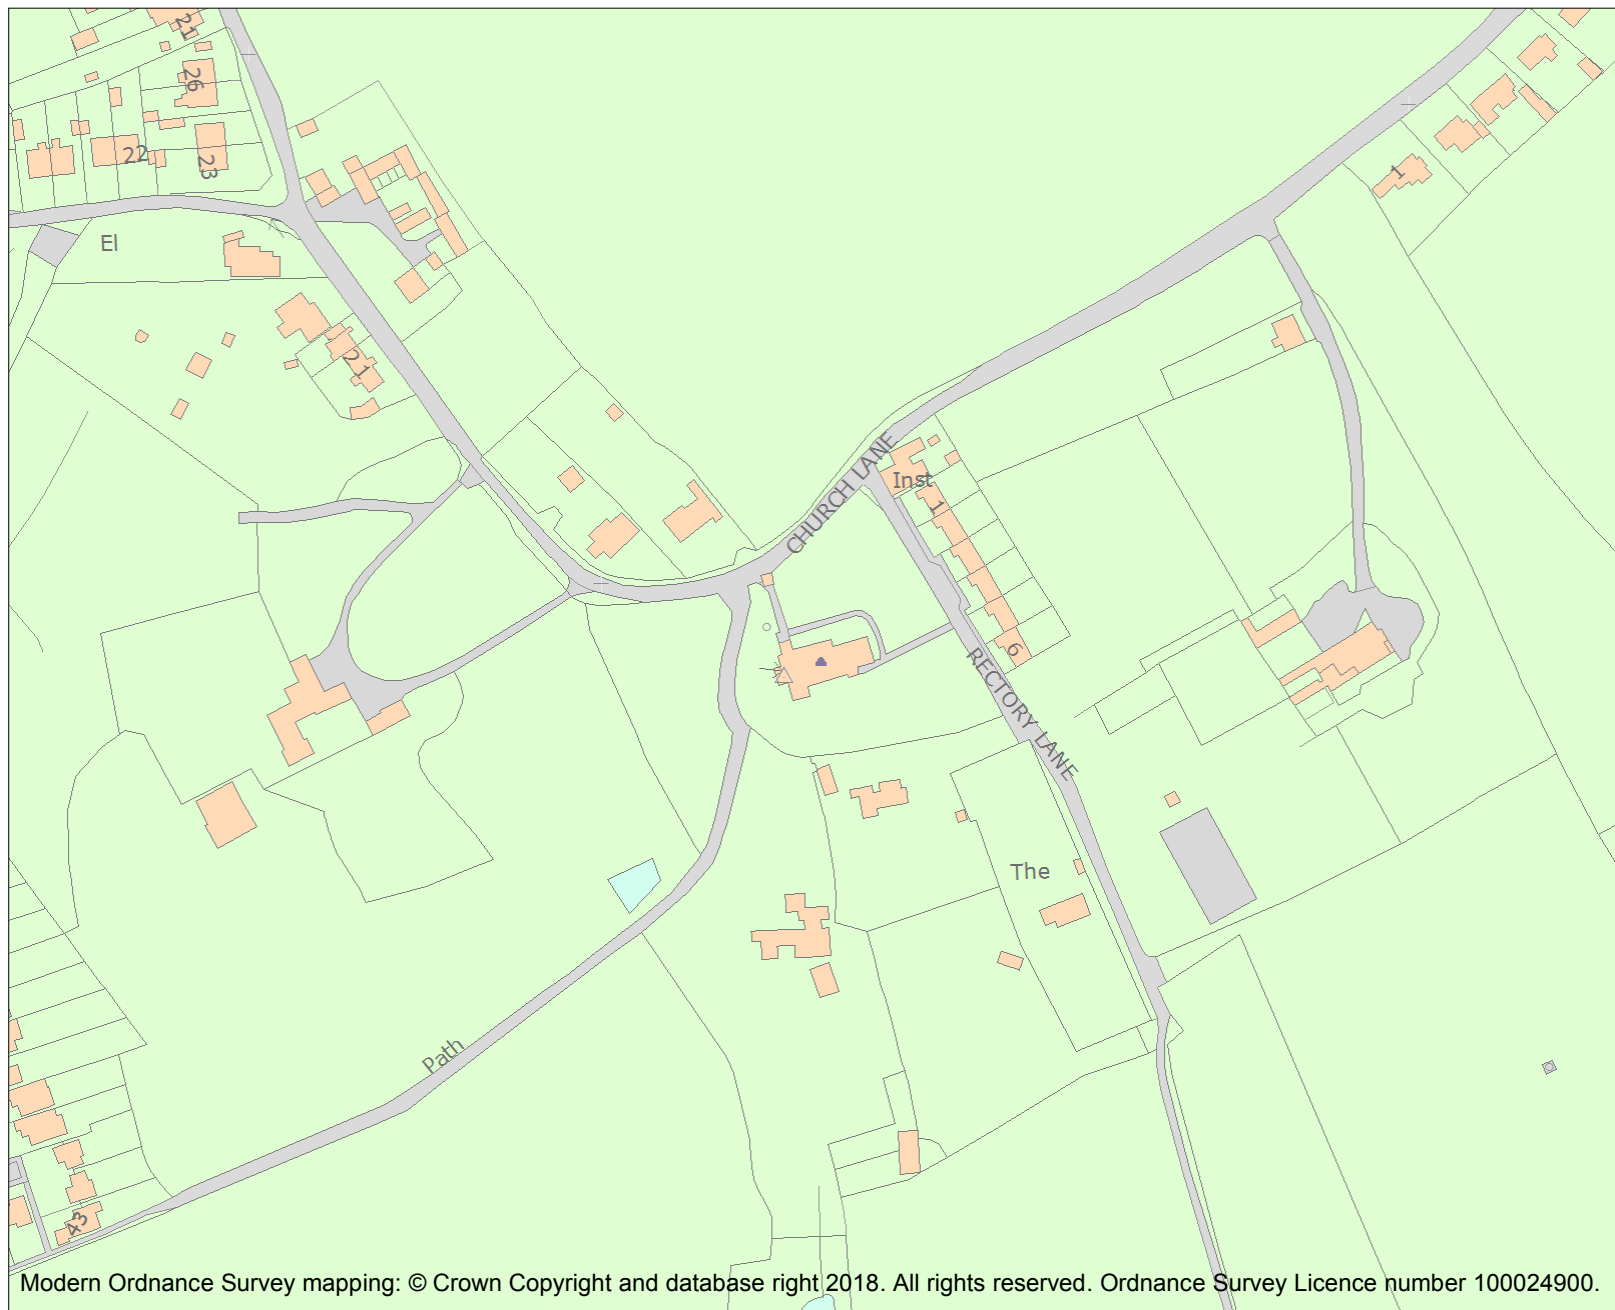 21
26
22
23
El
1
21
CHURCH LANE
Inst
1
6
RECTORY LANE
The
Path
43
Modern Ordnance Survey mapping: © Crown Copyright and database right 2018. All rights reserved. Ordnance Survey Licence number 100024900.